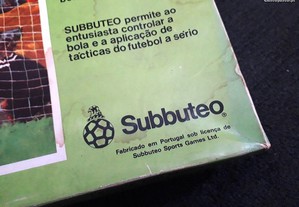 SUBBUTEO permite ao
entusiasta controlar a
bola e a aplicação de
tácticas do futebol a sério
Subbuteo®
Fabricado em Portugal sob licença de
Subbuteo Sports Games Ltd.